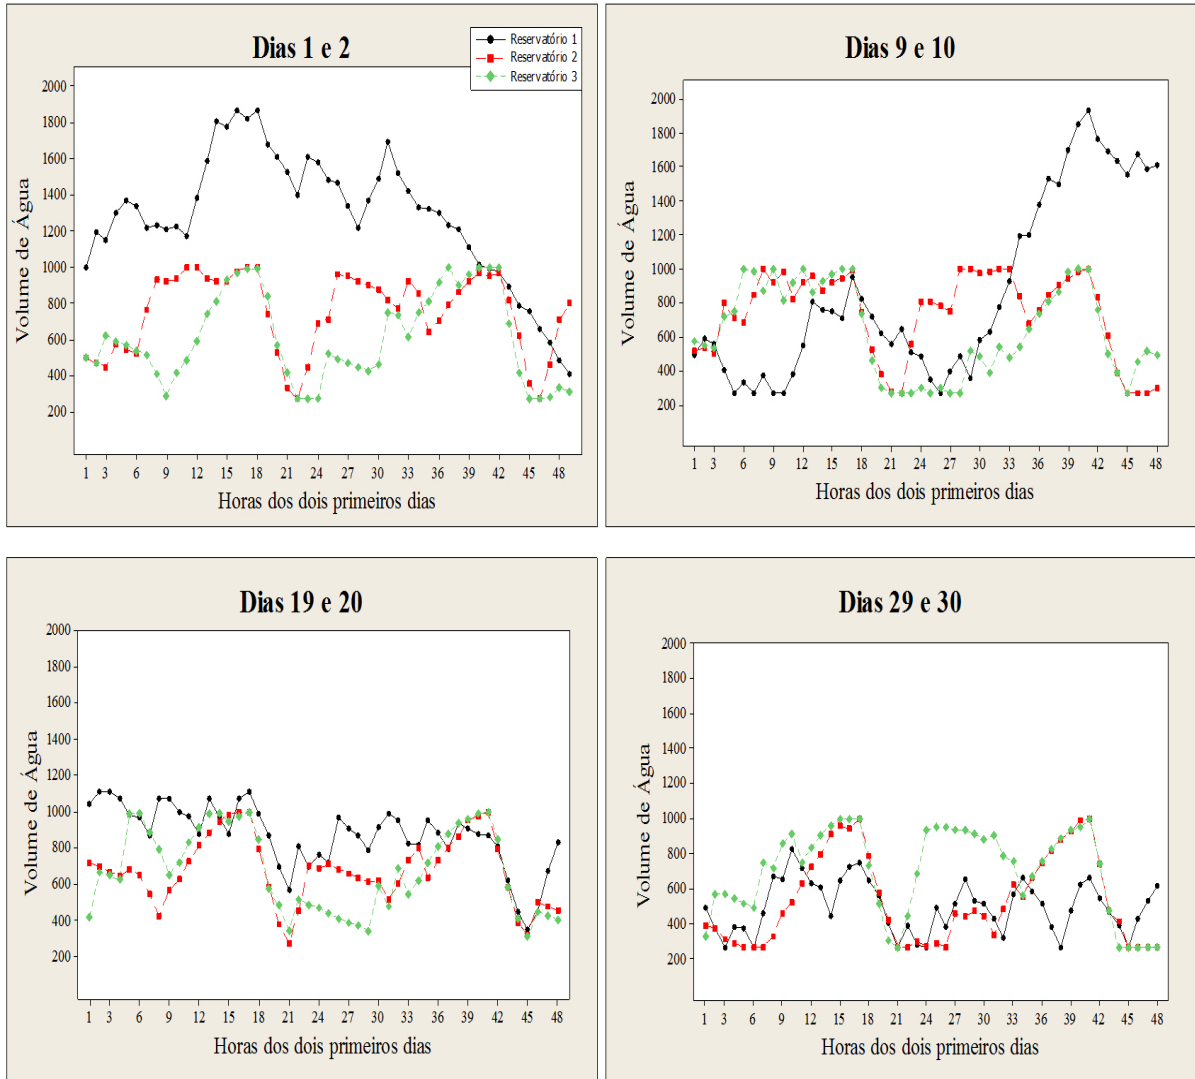 Dias 1 e 2
Reservatório 1
Reservatório 2
Reservatório 3
Volume de Água
2000
1800
1600
1400
1200
1000
800
600
400
200
1 3 6 9 12 15 18 21 24 27 30 33 36 39 42 45 48
Horas dos dois primeiros dias
Dias 9 e 10
Volume de Água
2000
1800
1600
1400
1200
1000
800
600
400
200
1 3 6 9 12 15 18 21 24 27 30 33 36 39 42 45 48
Horas dos dois primeiros dias
Dias 19 e 20
Volume de Água
2000
1800
1600
1400
1200
1000
800
600
400
200
1 3 6 9 12 15 18 21 24 27 30 33 36 39 42 45 48
Horas dos dois primeiros dias
Dias 29 e 30
Volume de Água
2000
1800
1600
1400
1200
1000
800
600
400
200
1 3 6 9 12 15 18 21 24 27 30 33 36 39 42 45 48
Horas dos dois primeiros dias